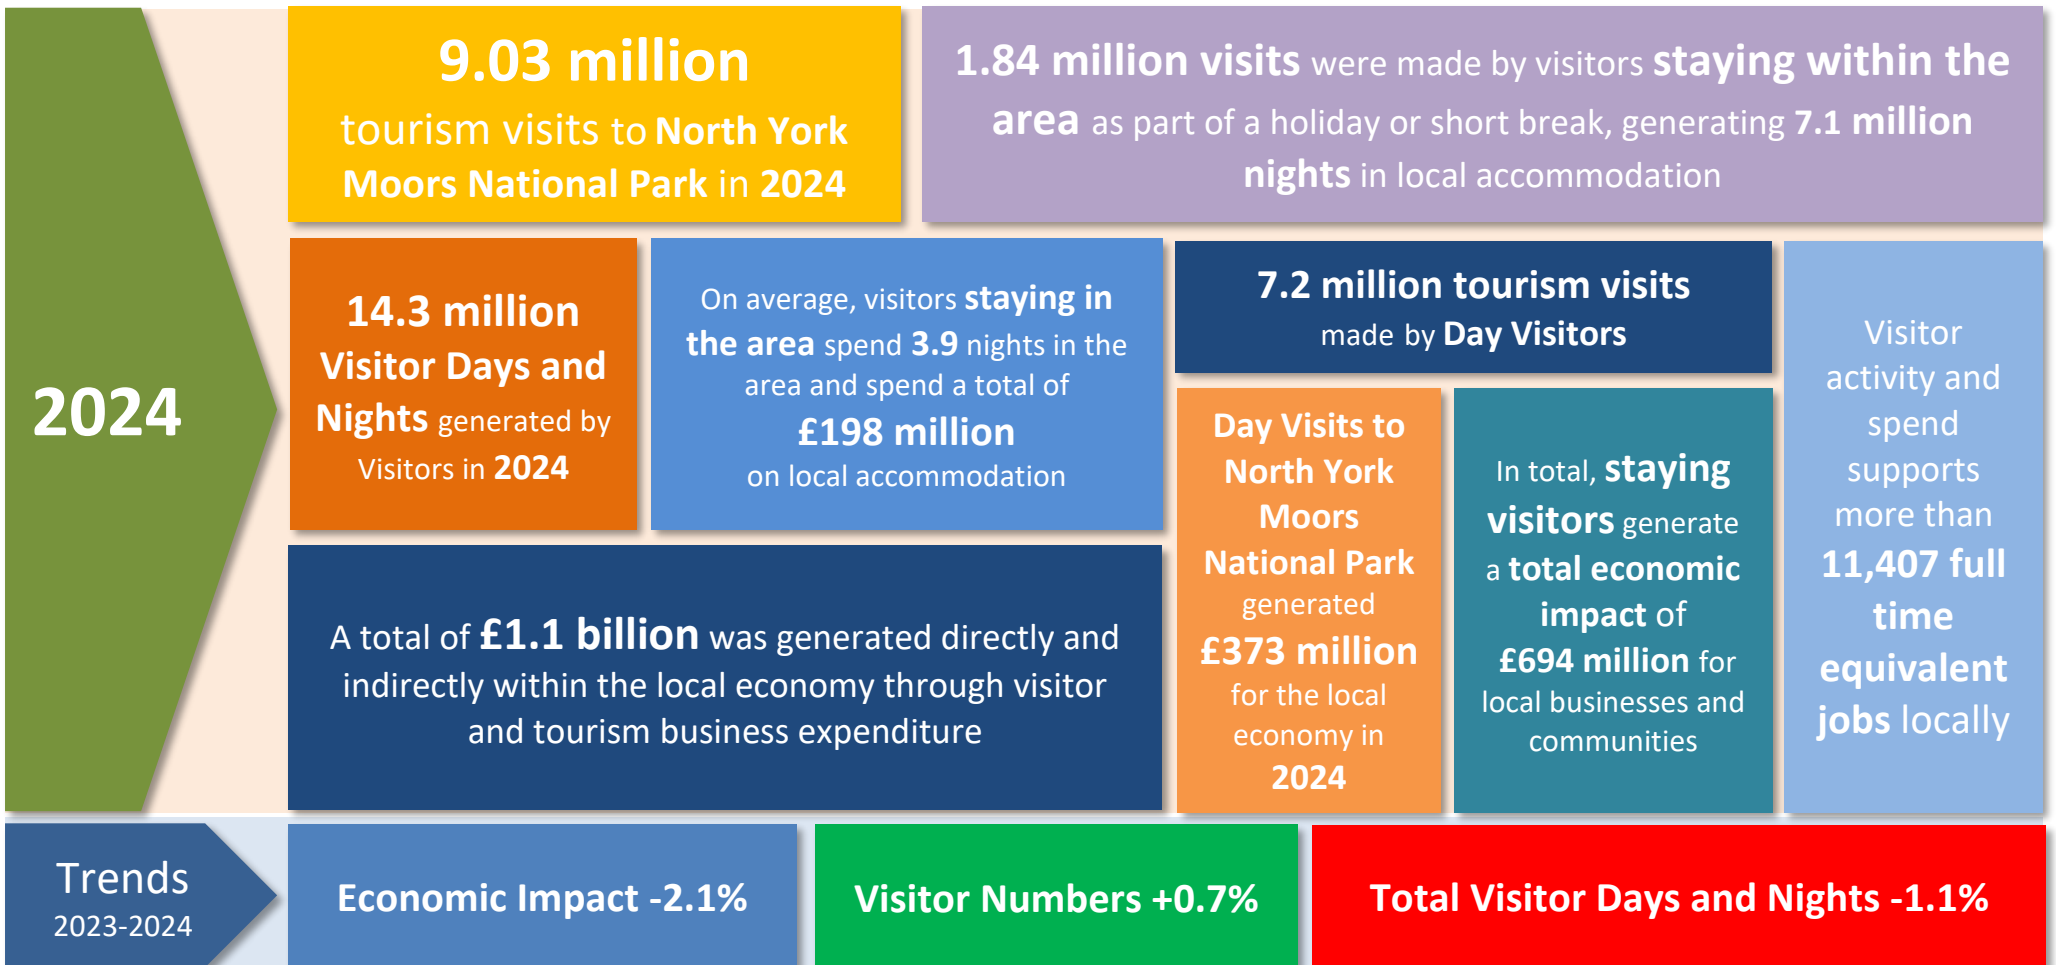 2024
9.03 million
tourism visits to North York
Moors National Park in 2024
1.84 million visits were made by visitors staying within the
area as part of a holiday or short break, generating 7.1 million
nights in local accommodation
14.3 million
Visitor Days and
Nights generated by
Visitors in 2024
On average, visitors staying in
the area spend 3.9 nights in the
area and spend a total of
£198 million
on local accommodation
7.2 million tourism visits
made by Day Visitors
Day Visits to
North York
Moors
National Park
generated
£373 million
for the local
economy in
2024
In total, staying
visitors generate
a total economic
impact of
£694 million for
local businesses and
communities
Visitor
activity and
spend
supports
more than
11,407 full
time
equivalent
jobs locally
A total of £1.1 billion was generated directly and
indirectly within the local economy through visitor
and tourism business expenditure
Trends
2023-2024
Economic Impact -2.1%
Visitor Numbers +0.7%
Total Visitor Days and Nights -1.1%